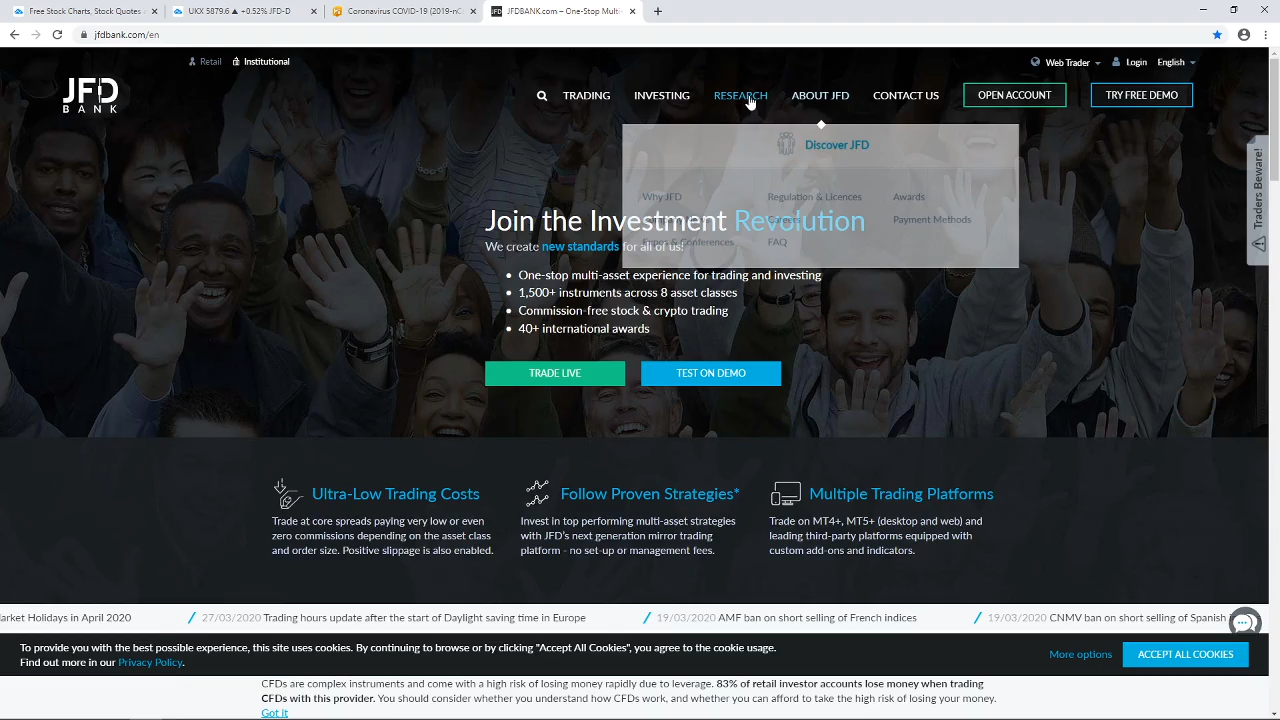 Free Stock Charts, Stock Quotes
UKX 5879.6 ▲ +0.52% JFD-D
Coronavirus COVID-19 (2019-nCo
JFDBANK.com – One-Stop Multi-
jfdbank.com/en
Retail
Institutional
Web Trader
Login
English
JFD
BANK
TRADING
INVESTING
RESEARCH
ABOUT JFD
CONTACT US
OPEN ACCOUNT
TRY FREE DEMO
Discover JFD
Why JFD
Regulation & Licences
Awards
Careers
Payment Methods
& Conferences
FAQ
Traders Beware!
Join the Investment Revolution
We create new standards for all of us!
• One-stop multi-asset experience for trading and investing
• 1,500+ instruments across 8 asset classes
• Commission-free stock & crypto trading
• 40+ international awards
TRADE LIVE
TEST ON DEMO
Ultra-Low Trading Costs
Trade at core spreads paying very low or even
zero commissions depending on the asset class
and order size. Positive slippage is also enabled.
Follow Proven Strategies*
Invest in top performing multi-asset strategies
with JFD's next generation mirror trading
platform - no set-up or management fees.
Multiple Trading Platforms
Trade on MT4+, MT5+ (desktop and web) and
leading third-party platforms equipped with
custom add-ons and indicators.
arket Holidays in April 2020
27/03/2020 Trading hours update after the start of Daylight saving time in Europe
19/03/2020 AMF ban on short selling of French indices
19/03/2020 CNMV ban on short selling of Spanish
To provide you with the best possible experience, this site uses cookies. By continuing to browse or by clicking "Accept All Cookies", you agree to the cookie usage.
Find out more in our Privacy Policy.
More options
ACCEPT ALL COOKIES
CFDs are complex instruments and come with a high risk of losing money rapidly due to leverage. 83% of retail investor accounts lose money when trading
CFDs with this provider. You should consider whether you understand how CFDs work, and whether you can afford to take the high risk of losing your money.
Got it